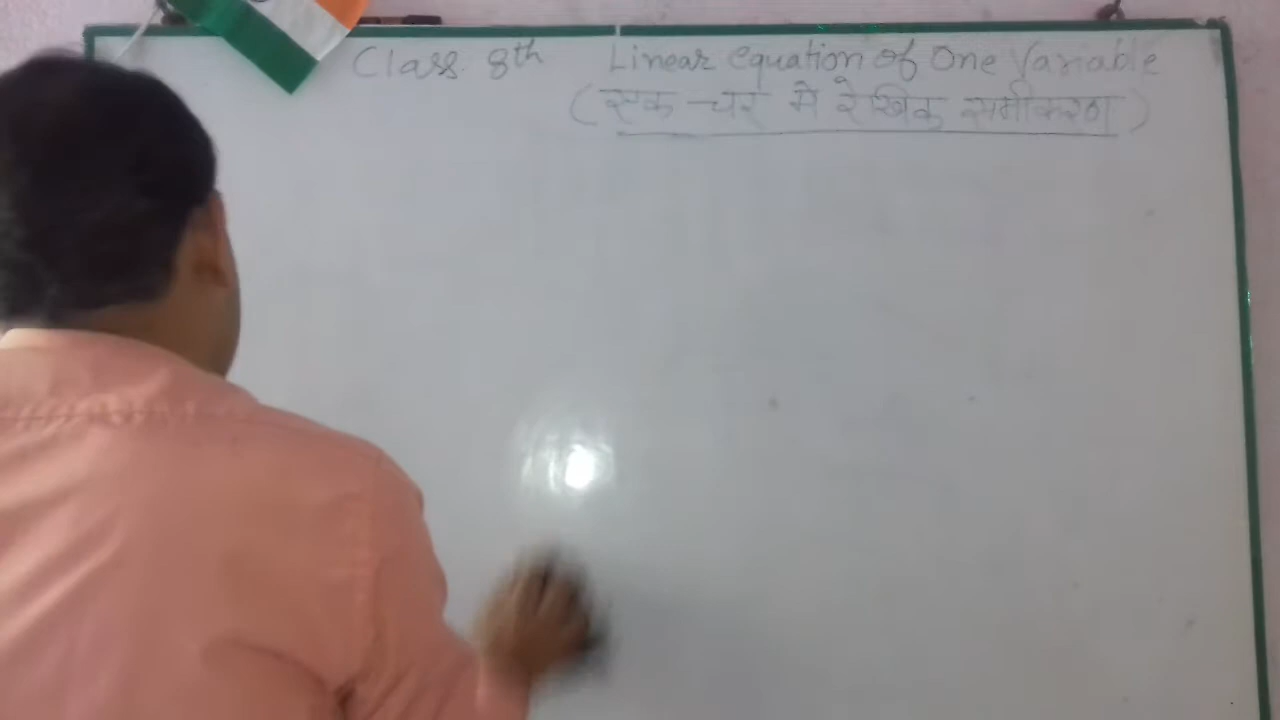 Class 8th Linear equation of One Variable
(एक चर मे रेखिक समीकरण)